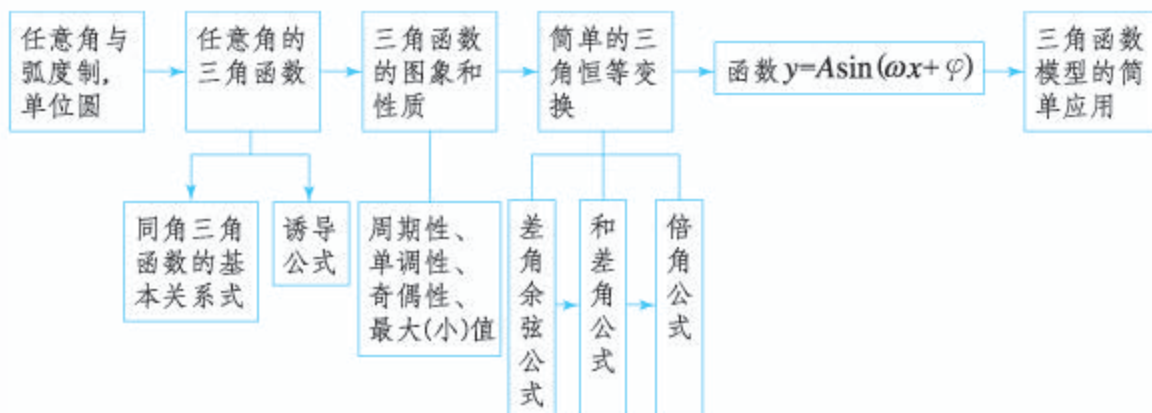 任意角与
弧度制,
单位圆
任意角的
三角函数
三角函数
的图象和
性质
简单的三
角恒等变
换
函数y=Asin(ωx+φ)
三角函数
模型的简
单应用
同角三角
函数的基
本关系式
诱导
公式
周期性、
单调性、
奇偶性、
最大(小)值
差角余弦公式
和差角公式
倍角公式